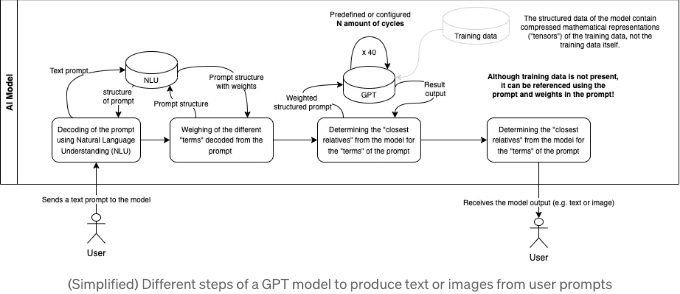 AI Model
Predefined or configured
N amount of cycles
x 40
Training data
The structured data of the model contain
compressed mathematical representations
("tensors") of the training data, not the
training data itself.
Although training data is not present,
it can be referenced using the
prompt and weights in the prompt!
Text prompt
NLU
structure
of prompt
Prompt structure
Prompt structure
with weights
GPT
Weighted
structured prompt
Result
output
Decoding of the prompt
using Natural Language
Understanding (NLU)
Weighing of the different
"terms" decoded from the
prompt
Determining the "closest
relatives" from the model for
the "terms" of the prompt
Determining the "closest
relatives" from the model for
the "terms" of the prompt
Sends a text prompt to the model
User
Receives the model output (e.g. text or image)
User
(Simplified) Different steps of a GPT model to produce text or images from user prompts